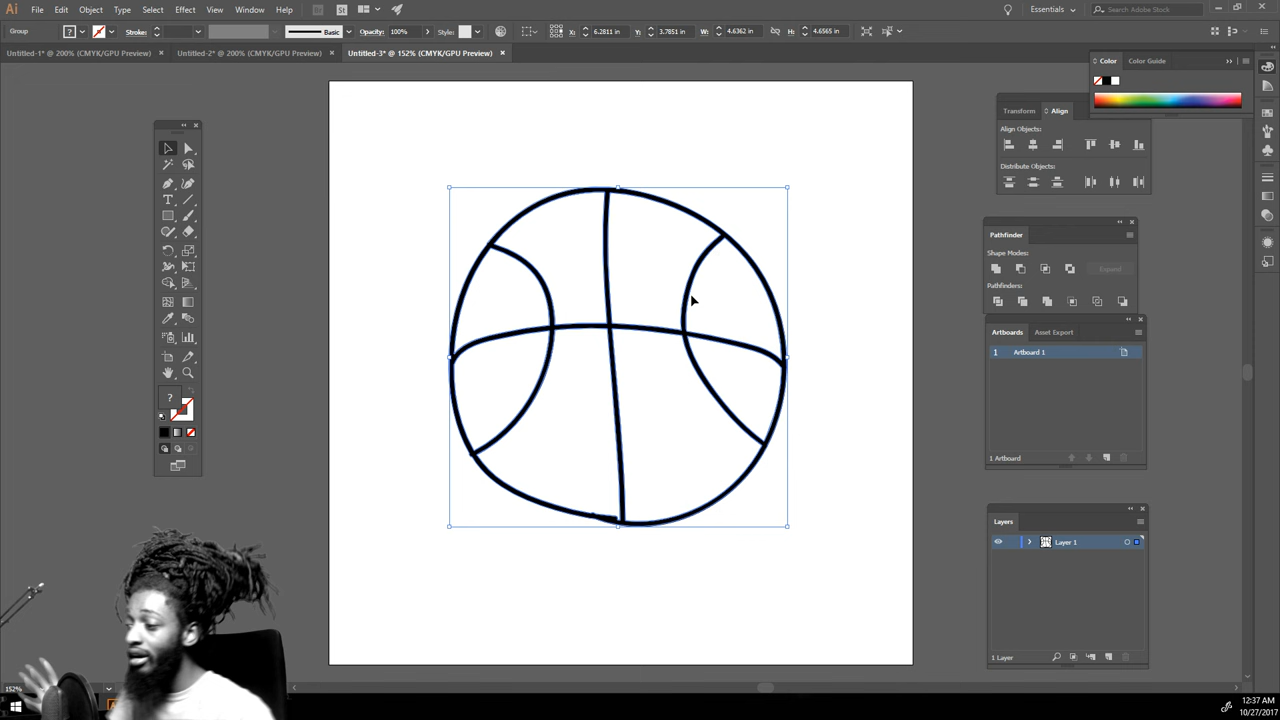 Ai File Edit Object Type Select Effect View Window Help Br St Essentials Search Adobe Stock
Group ? Stroke: Basic Opacity: 100% Style: X: 6.2811 in Y: 3.7851 in W: 4.6362 in H: 4.6565 in
Untitled-1* @ 200% (CMYK/GPU Preview) × Untitled-2* @ 200% (CMYK/GPU Preview) × Untitled-3* @ 152% (CMYK/GPU Preview) ×
Color Color Guide
Transform Align
Align Objects:
Distribute Objects:
Pathfinder
Shape Modes:
Expand
Pathfinders:
Artboards Asset Export
1 Artboard 1
?
1 Artboard
Layers
Layer 1
1 Layer
152%
12:37 AM
10/27/2017